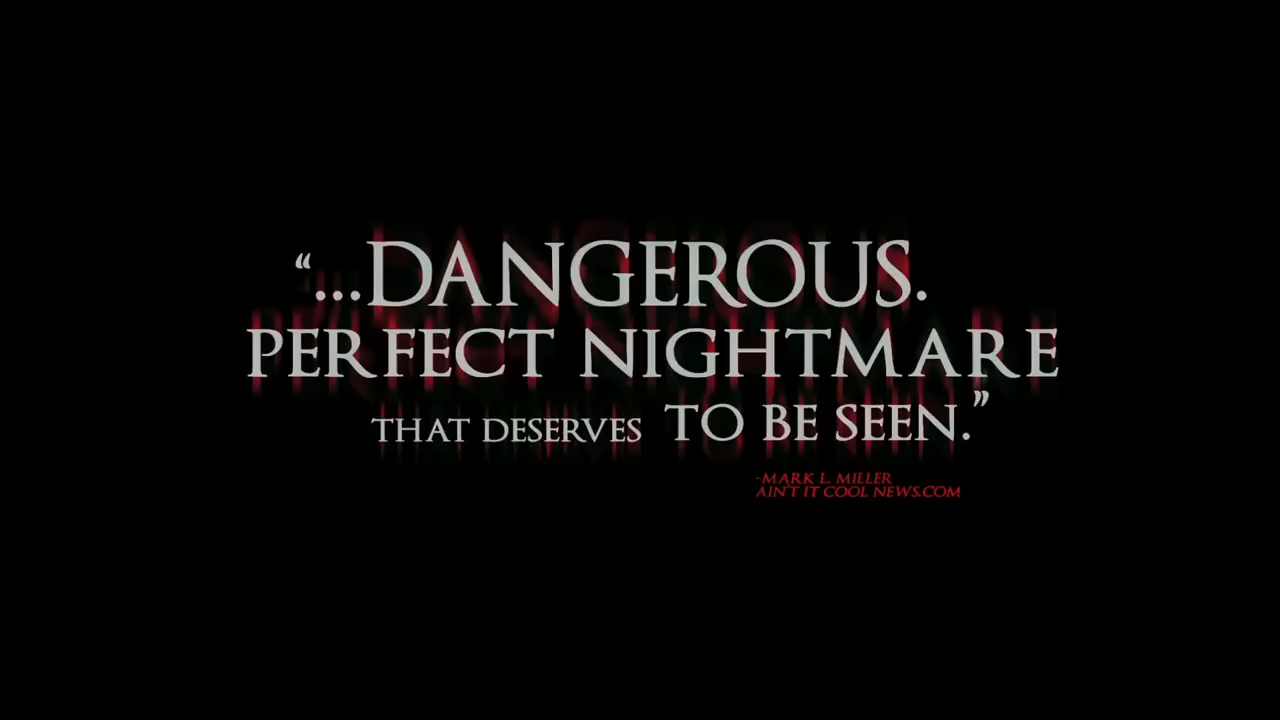 “...DANGEROUS.
PERFECT NIGHTMARE
THAT DESERVES TO BE SEEN.”
-MARK L. MILLER
AIN'T IT COOL NEWS.COM